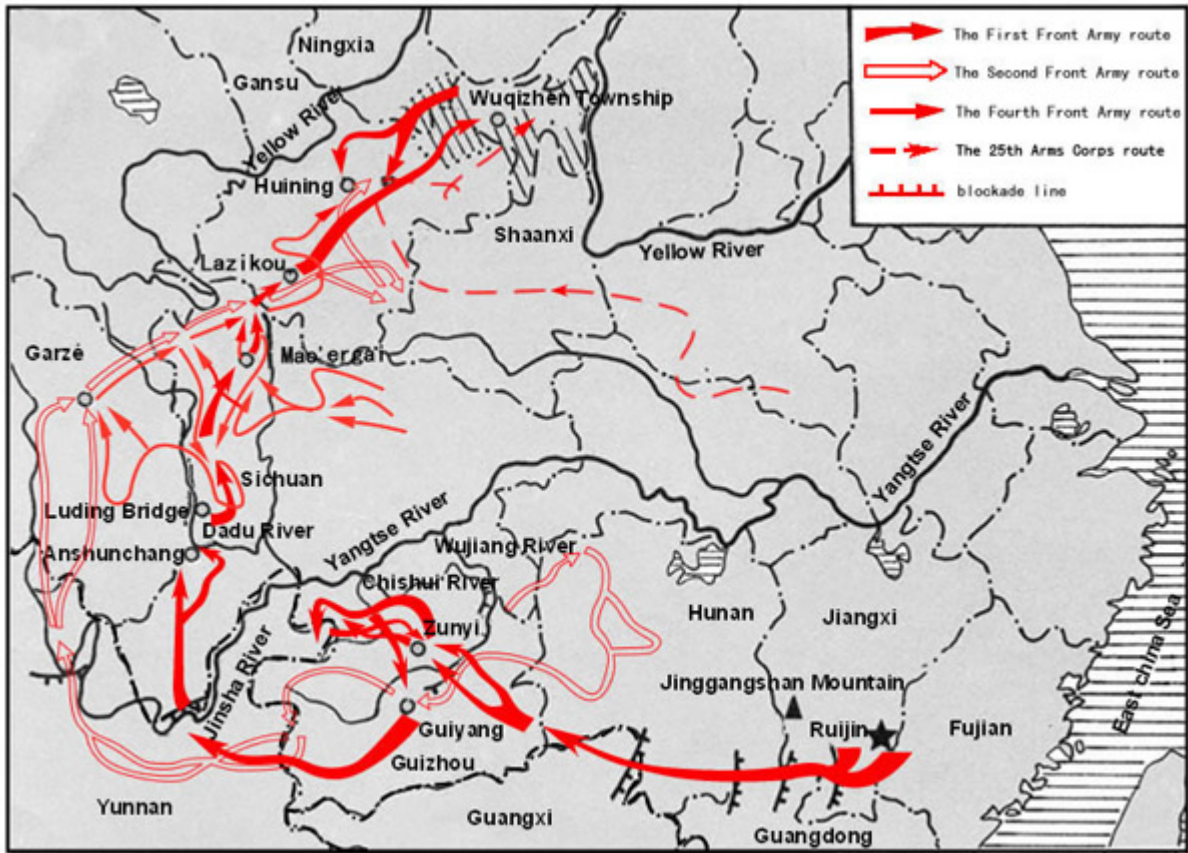 The First Front Army route
The Second Front Army route
The Fourth Front Army route
The 25th Arms Corps route
blockade line
Ningxia
Gansu
Wuqizhen Township
Yellow River
Huining
Shaanxi
Yellow River
Lazikou
Garzê
Mao'ergai
Yangtse River
Sichuan
Luding Bridge
Dadu River
Anshunchang
Yangtse River
Wujiang River
Chishui River
Hunan
Jiangxi
Zunyi
Jinsha River
Jinggangshan Mountain
East china Sea
Guiyang
Ruijin
Fujian
Guizhou
Yunnan
Guangxi
Guangdong